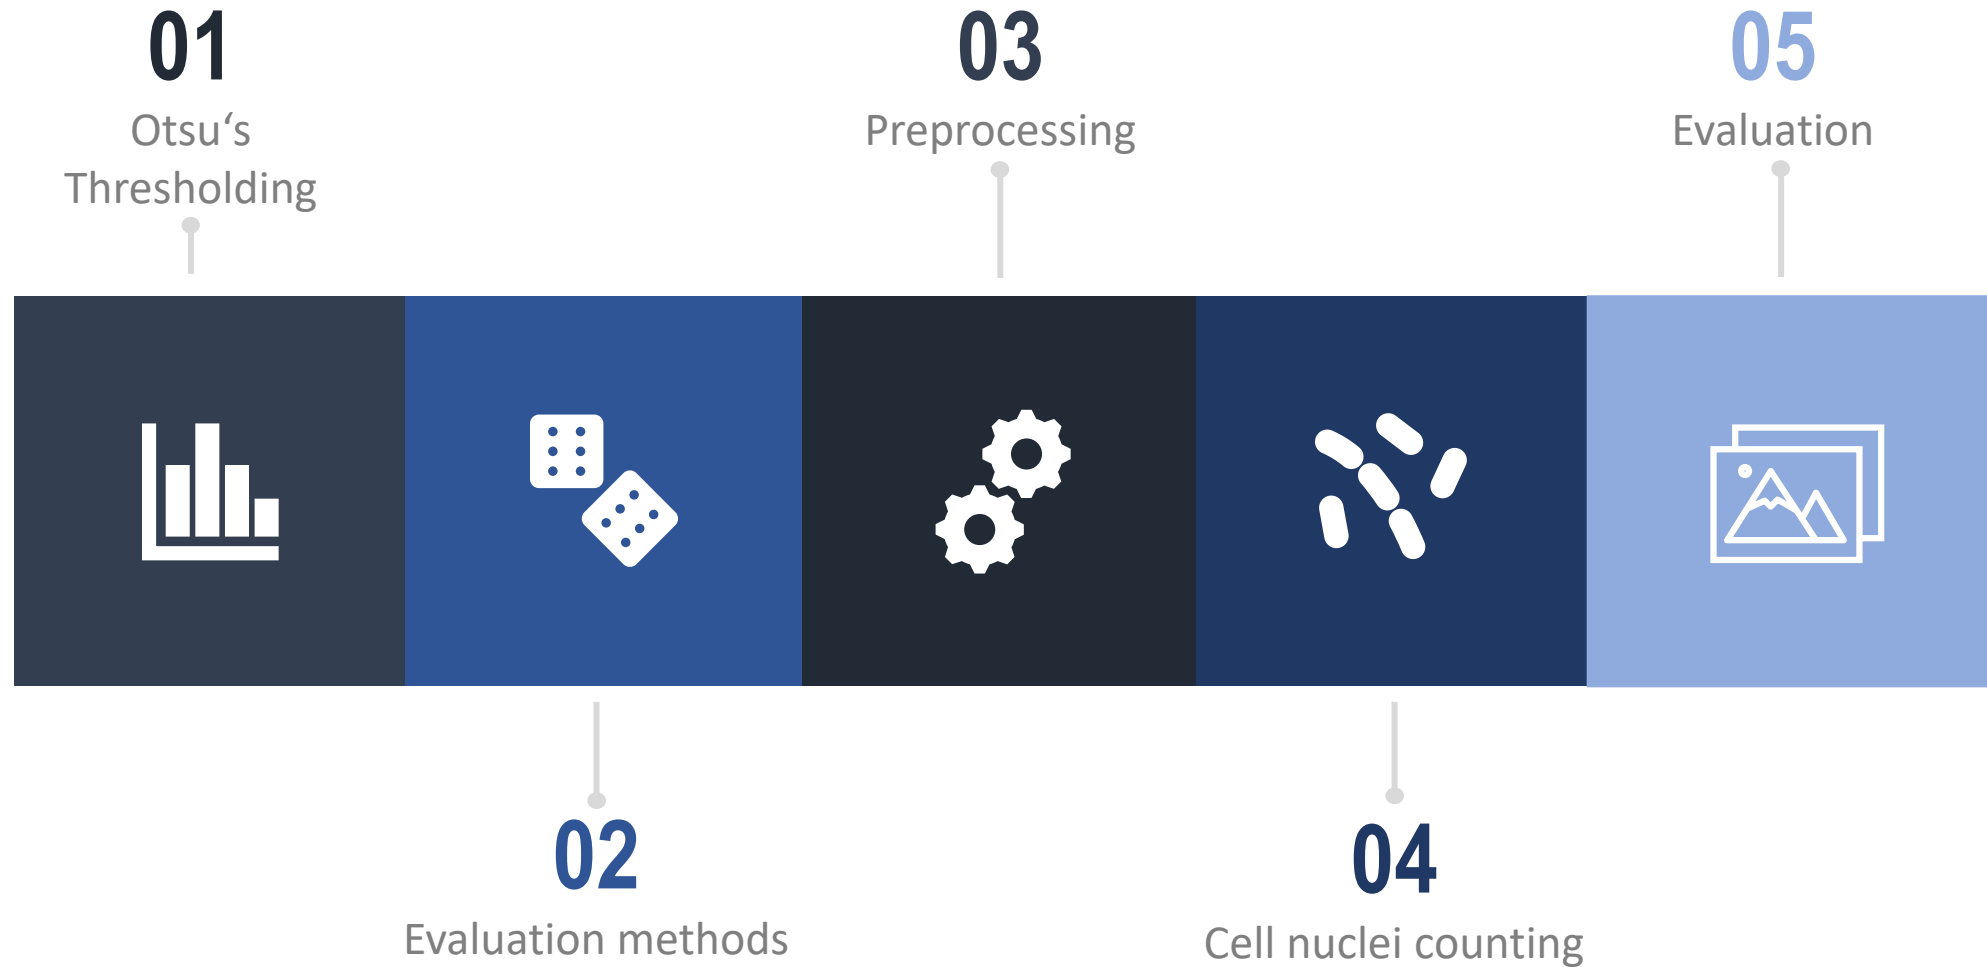 01
Otsu‘s
Thresholding
02
Evaluation methods
03
Preprocessing
04
Cell nuclei counting
05
Evaluation